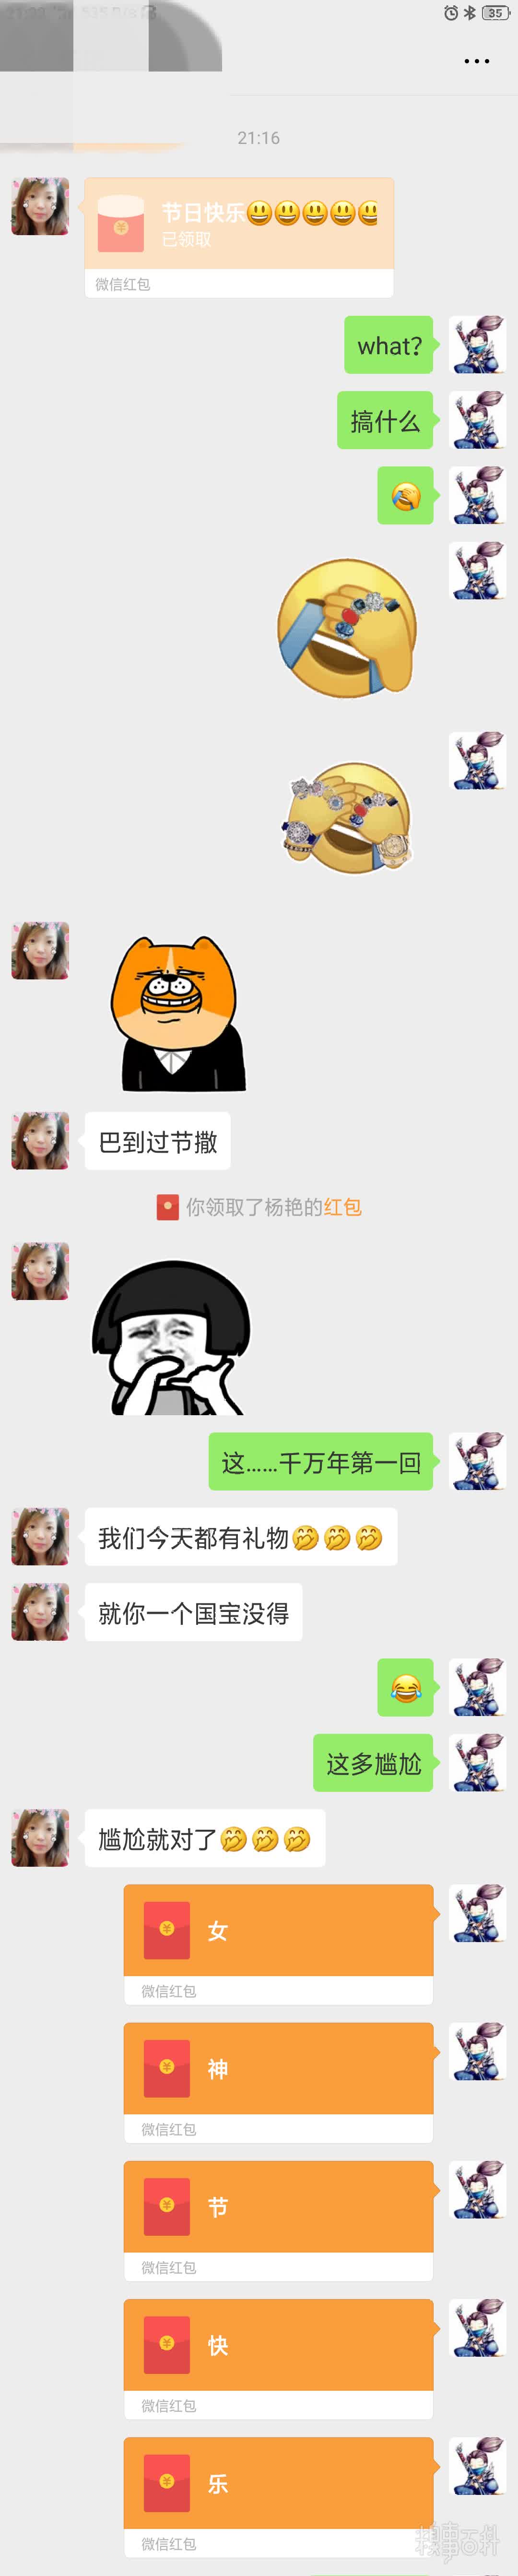 35
21:16
节日快乐😃😃😃😃😃
已领取
微信红包
what?
搞什么
巴到过节撒
你领取了杨艳的红包
这......千万年第一回
我们今天都有礼物🤭🤭🤭
就你一个国宝没得
😂
这多尴尬
尴尬就对了🤭🤭🤭
女
微信红包
神
微信红包
节
微信红包
快
微信红包
乐
微信红包
糗事百科